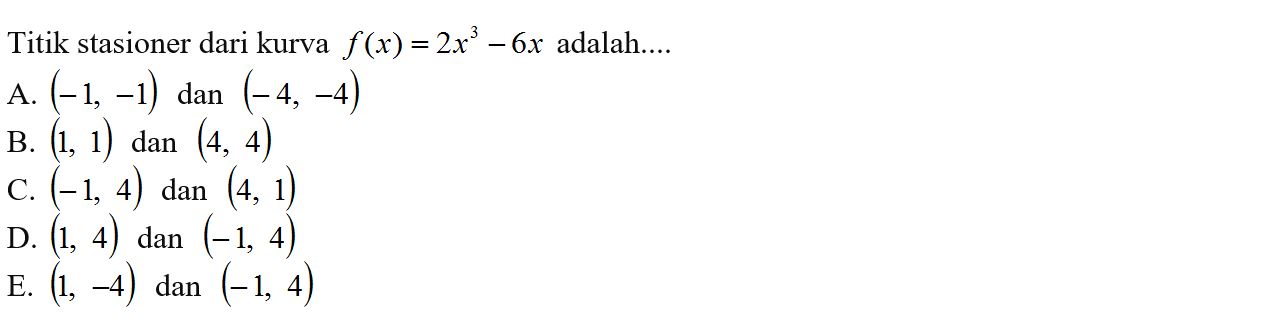 Titik stasioner dari kurva f(x) = 2x³ − 6x adalah....
A. (−1, −1) dan (−4, −4)
B. (1, 1) dan (4, 4)
C. (−1, 4) dan (4, 1)
D. (1, 4) dan (−1, 4)
E. (1, −4) dan (−1, 4)